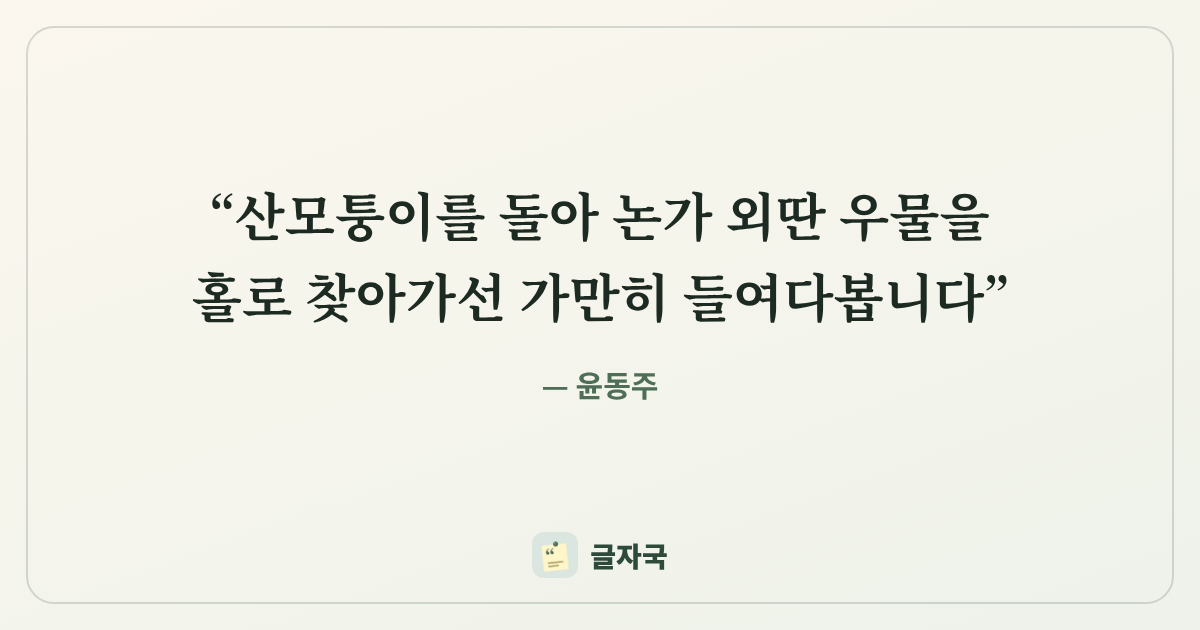 “산모퉁이를 돌아 논가 외딴 우물을
홀로 찾아가선 가만히 들여다봅니다”
— 윤동주
글자국